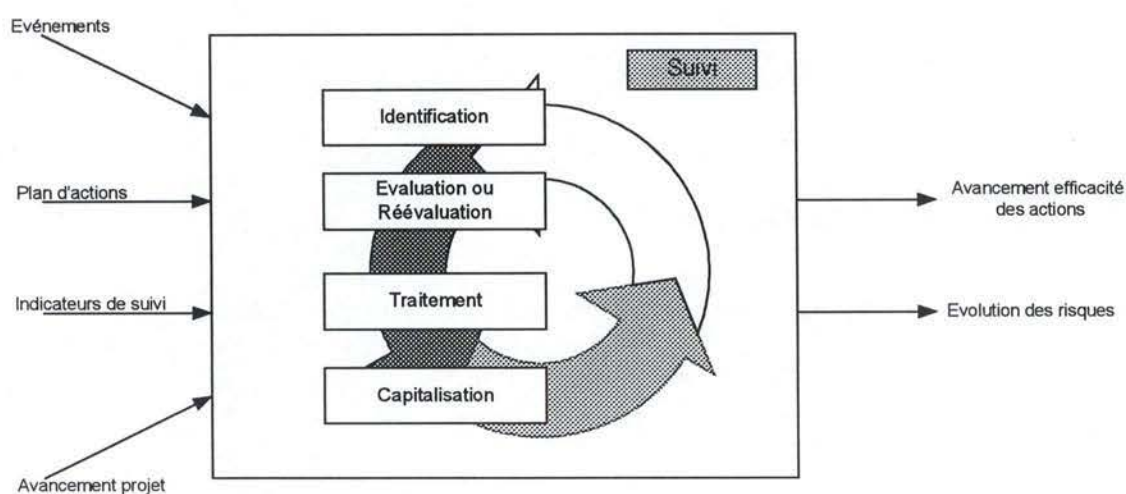 Evénements
Suivi
Identification
Plan d'actions
Evaluation ou
Réévaluation
Avancement efficacité
des actions
Indicateurs de suivi
Traitement
Evolution des risques
Capitalisation
Avancement projet